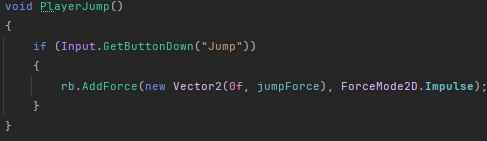 void PlayerJump()
{
    if (Input.GetButtonDown("Jump"))
    {
        rb.AddForce(new Vector2(0f, jumpForce), ForceMode2D.Impulse);
    }
}